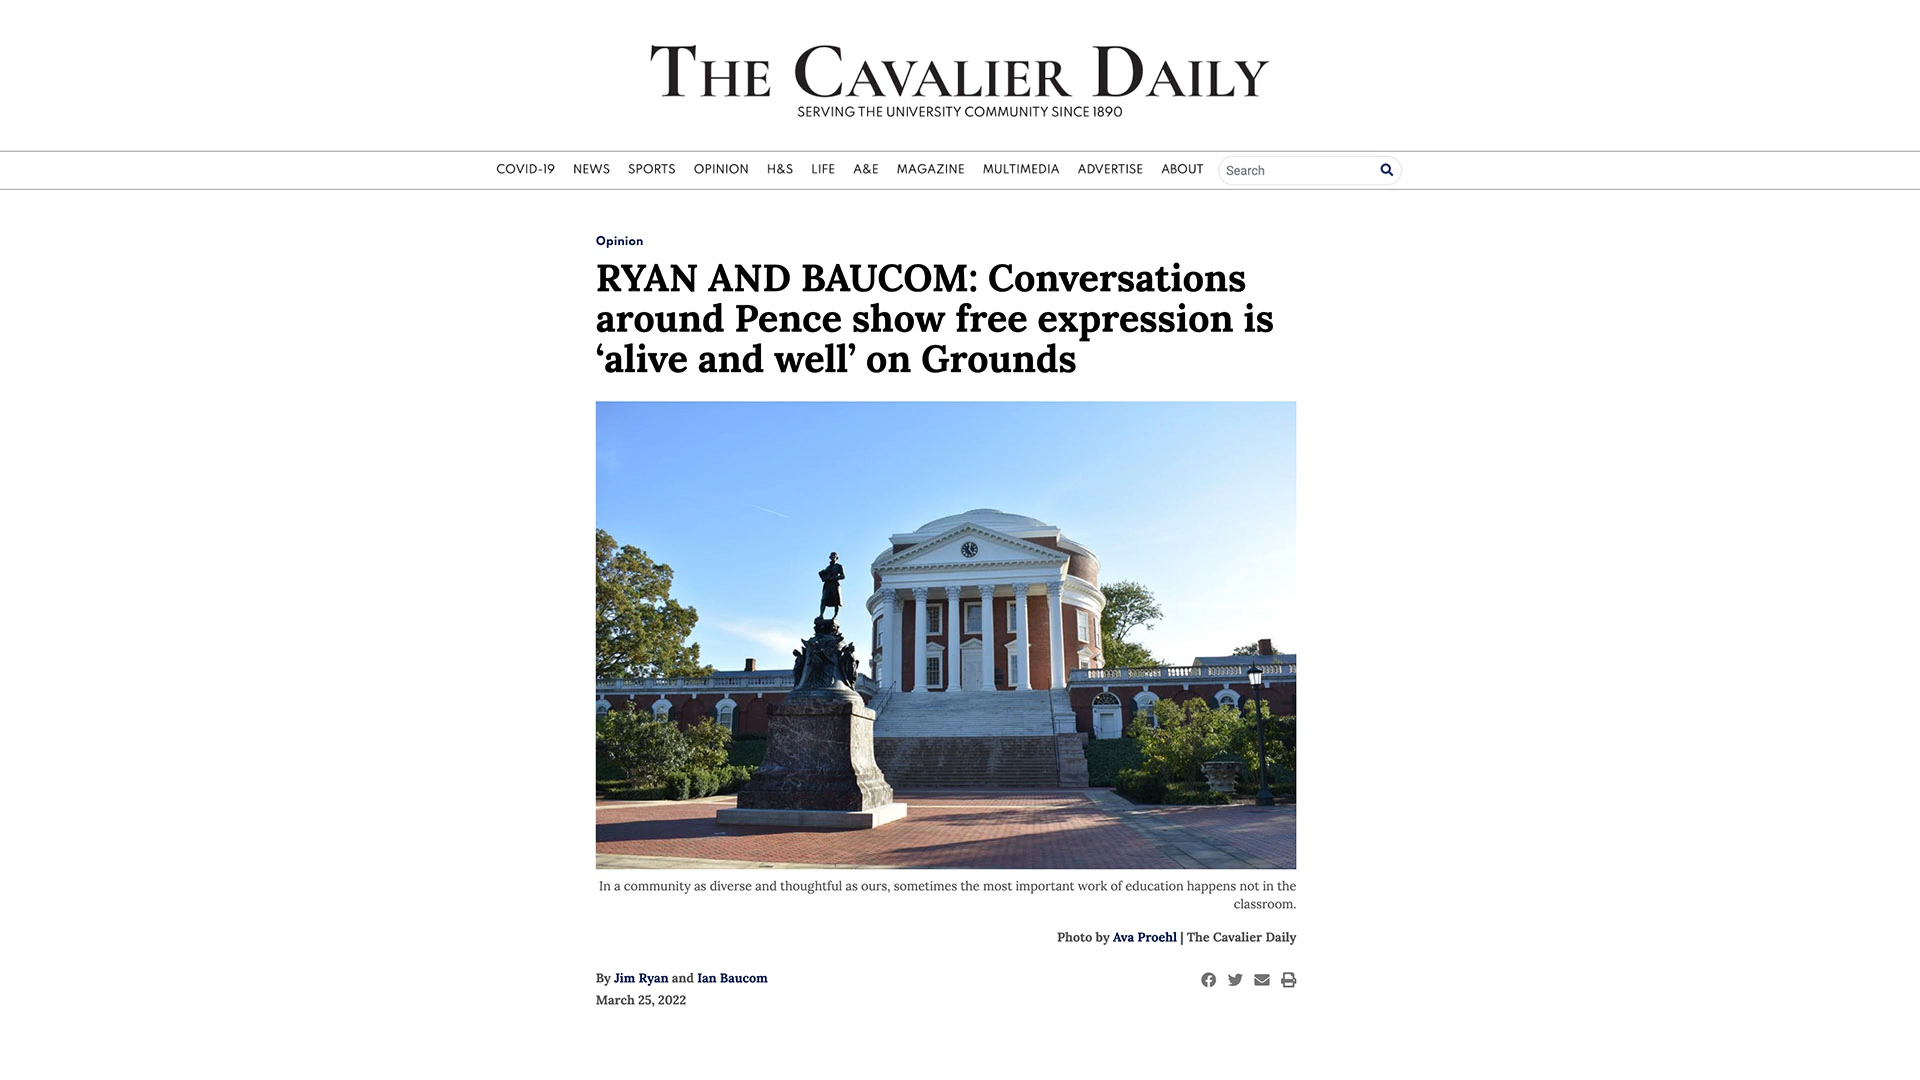 THE CAVALIER DAILY
SERVING THE UNIVERSITY COMMUNITY SINCE 1890
COVID-19 NEWS SPORTS OPINION H&S LIFE A&E MAGAZINE MULTIMEDIA ADVERTISE ABOUT Search
Opinion
RYAN AND BAUCOM: Conversations
around Pence show free expression is
‘alive and well’ on Grounds
In a community as diverse and thoughtful as ours, sometimes the most important work of education happens not in the
classroom.
Photo by Ava Proehl | The Cavalier Daily
By Jim Ryan and Ian Baucom
March 25, 2022